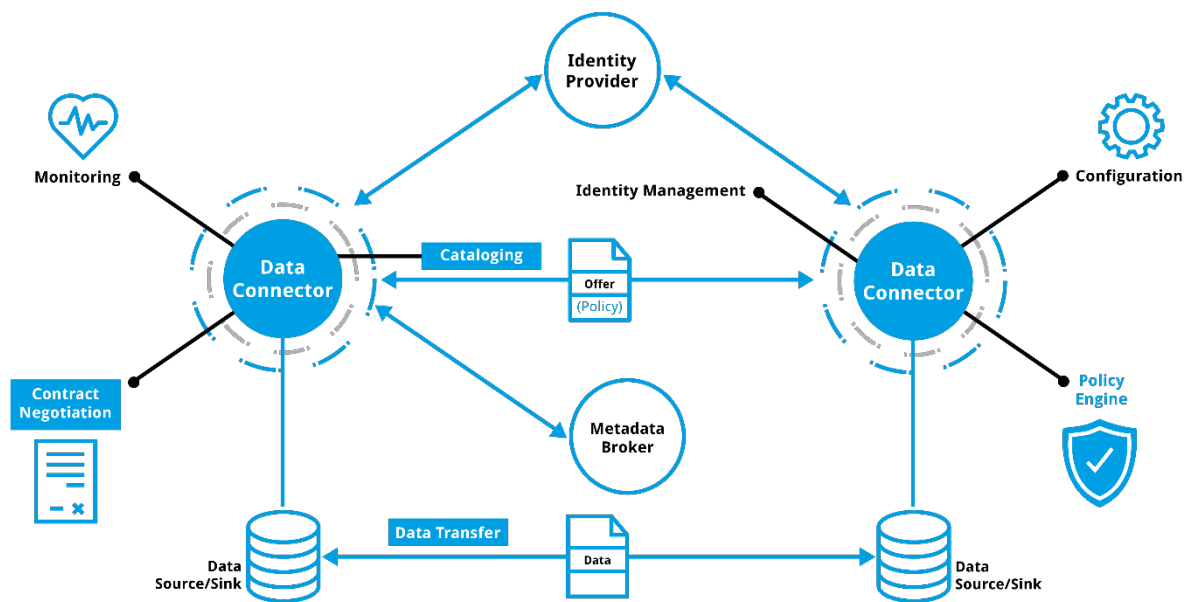 Identity
Provider
Monitoring
Configuration
Identity Management
Cataloging
Data
Connector
Offer
(Policy)
Data
Connector
Contract
Negotiation
Policy
Engine
Metadata
Broker
Data Transfer
Data
Source/Sink
Data
Data
Source/Sink